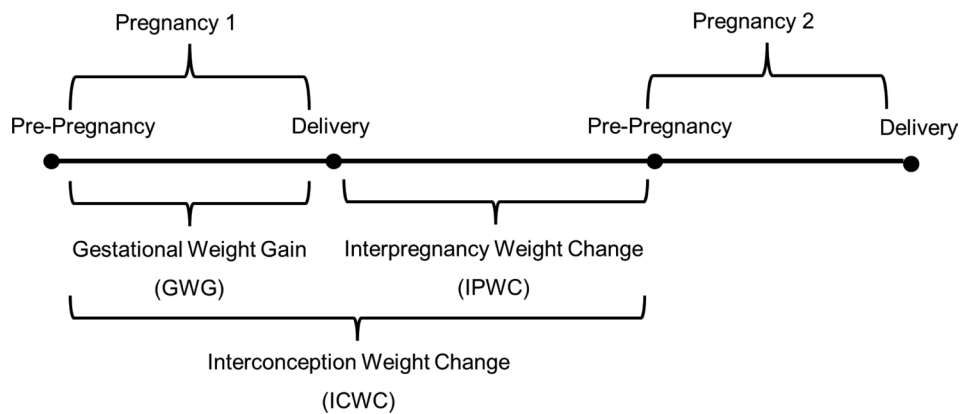 Pregnancy 1
Pregnancy 2
Pre-Pregnancy
Delivery
Pre-Pregnancy
Delivery
Gestational Weight Gain
(GWG)
Interpregnancy Weight Change
(IPWC)
Interconception Weight Change
(ICWC)